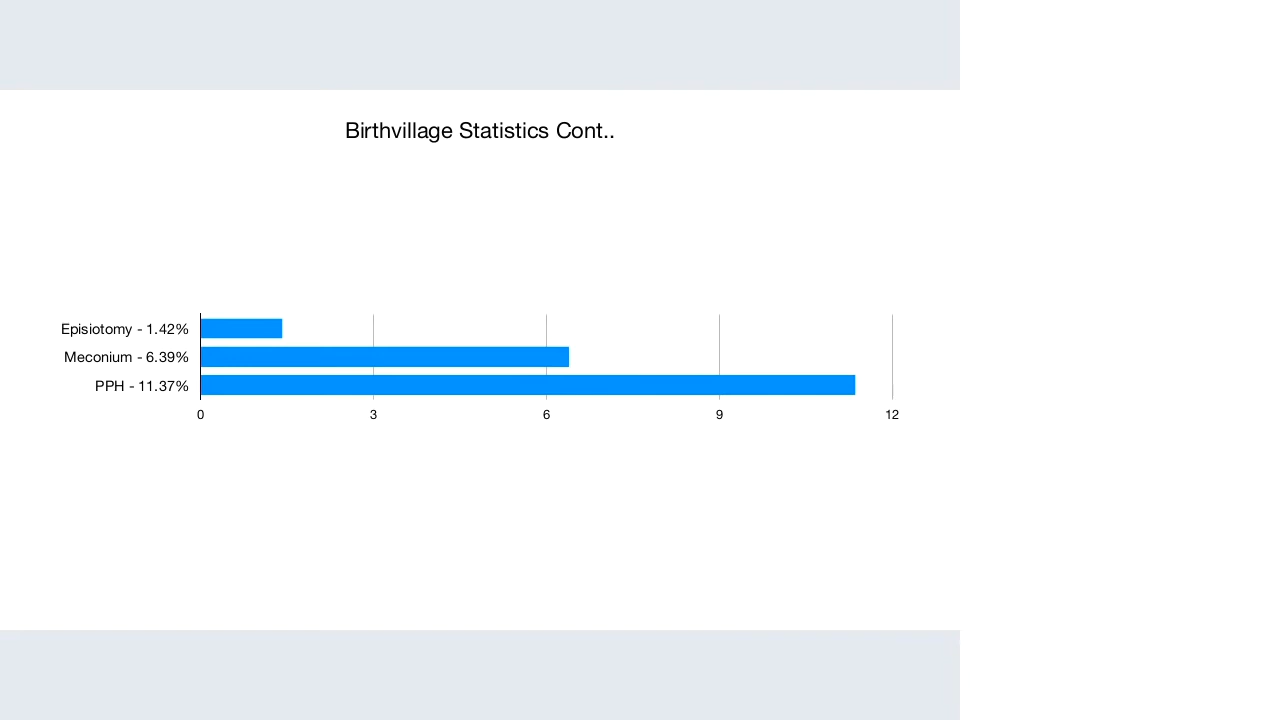 Birthvillage Statistics Cont..
Episiotomy - 1.42%
Meconium - 6.39%
PPH - 11.37%
0 3 6 9 12